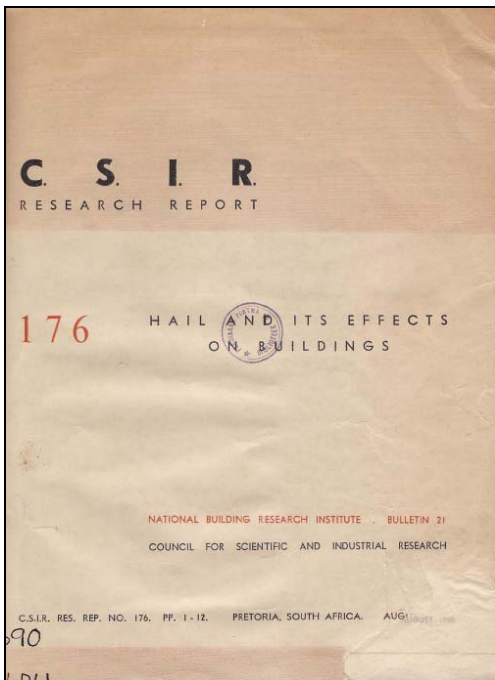 C. S. I. R.
RESEARCH REPORT
176
HAIL AND ITS EFFECTS
ON BUILDINGS
NATIONAL BUILDING RESEARCH INSTITUTE . BULLETIN 21
COUNCIL FOR SCIENTIFIC AND INDUSTRIAL RESEARCH
C.S.I.R. RES. REP. NO. 176. PP. 1-12. PRETORIA, SOUTH AFRICA.